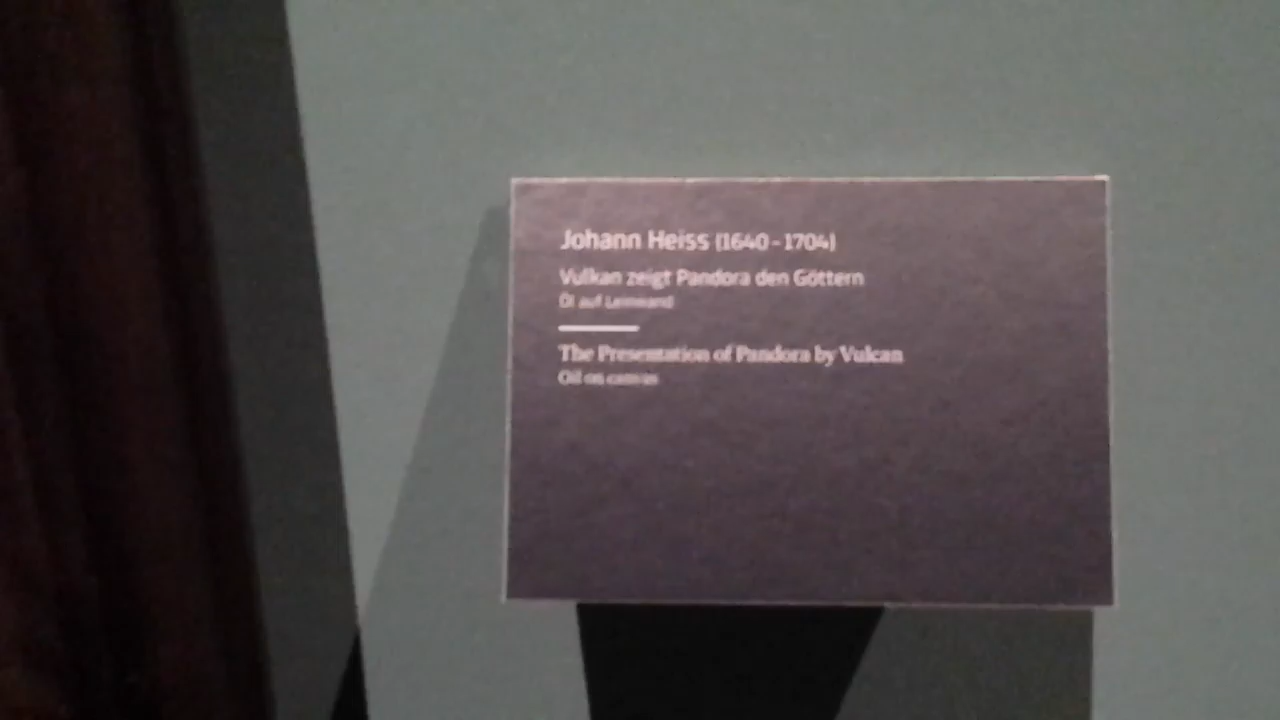 Johann Heiss (1640-1704)
Vulkan zeigt Pandora den Göttern
Öl auf Leinwand
The Presentation of Pandora by Vulcan
Oil on canvas